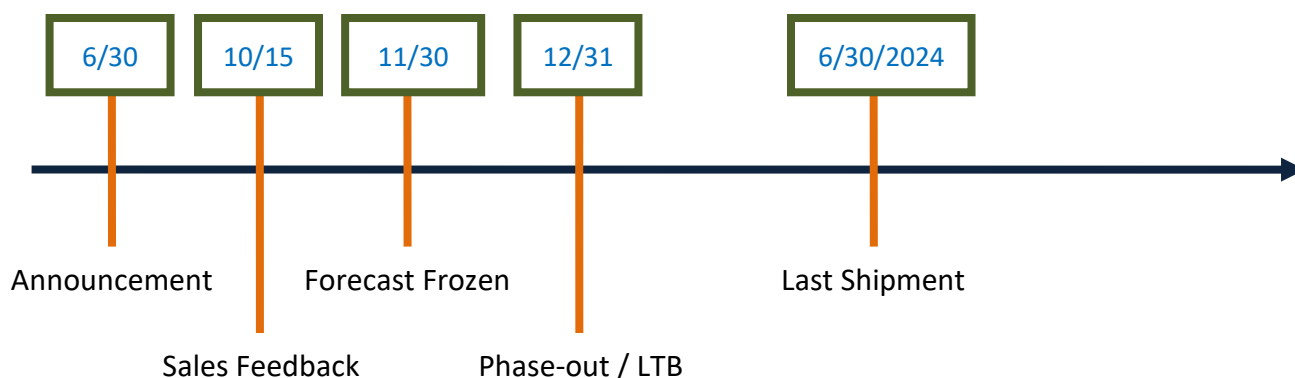 6/30
10/15
11/30
12/31
6/30/2024
Announcement
Forecast Frozen
Last Shipment
Sales Feedback
Phase-out / LTB